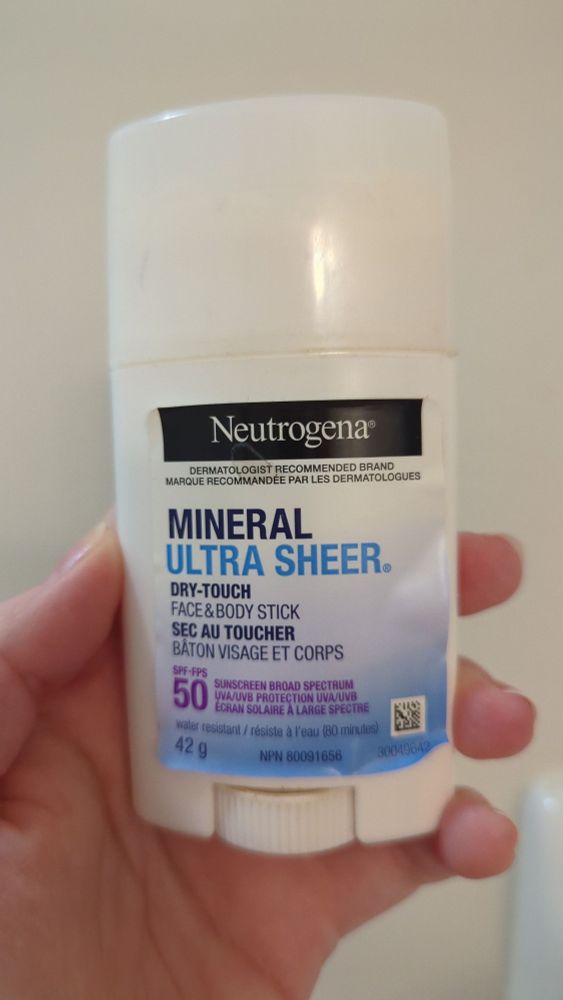 Neutrogena®
DERMATOLOGIST RECOMMENDED BRAND
MARQUE RECOMMANDÉE PAR LES DERMATOLOGUES
MINERAL
ULTRA SHEER®
DRY-TOUCH
FACE & BODY STICK
SEC AU TOUCHER
BÂTON VISAGE ET CORPS
SPF-FPS
50
SUNSCREEN BROAD SPECTRUM
UVA/UVB PROTECTION UVA/UVB
ÉCRAN SOLAIRE À LARGE SPECTRE
water resistant / résiste à l'eau (80 minutes)
42 g
NPN 80091656
30049642